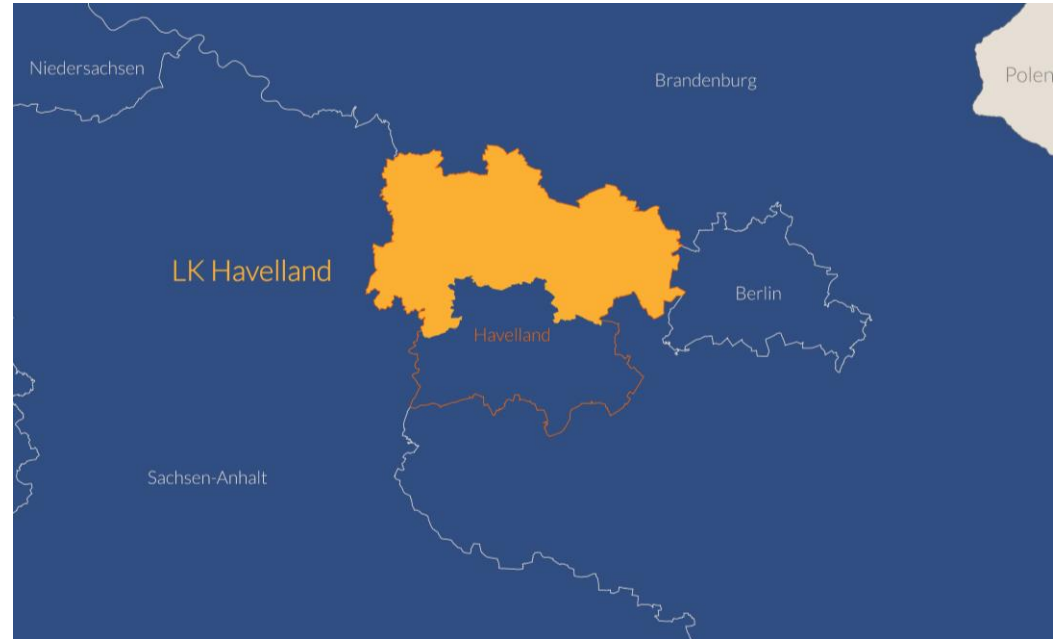 Niedersachsen
Brandenburg
Polen
LK Havelland
Berlin
Havelland
Sachsen-Anhalt